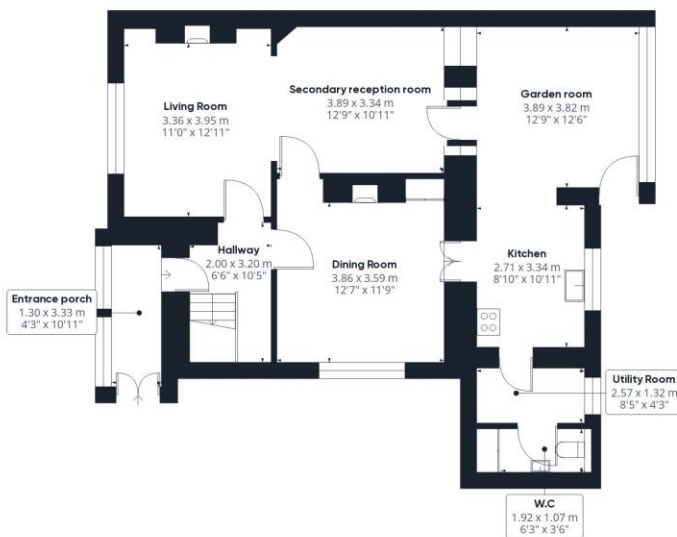 Living Room
3.36 x 3.95 m
11'0" x 12'11"
Secondary reception room
3.89 x 3.34 m
12'9" x 10'11"
Garden room
3.89 x 3.82 m
12'9" x 12'6"
Hallway
2.00 x 3.20 m
6'6" x 10'5"
Dining Room
3.86 x 3.59 m
12'7" x 11'9"
Kitchen
2.71 x 3.34 m
8'10" x 10'11"
Entrance porch
1.30 x 3.33 m
4'3" x 10'11"
Utility Room
2.57 x 1.32 m
8'5" x 4'3"
W.C
1.92 x 1.07 m
6'3" x 3'6"